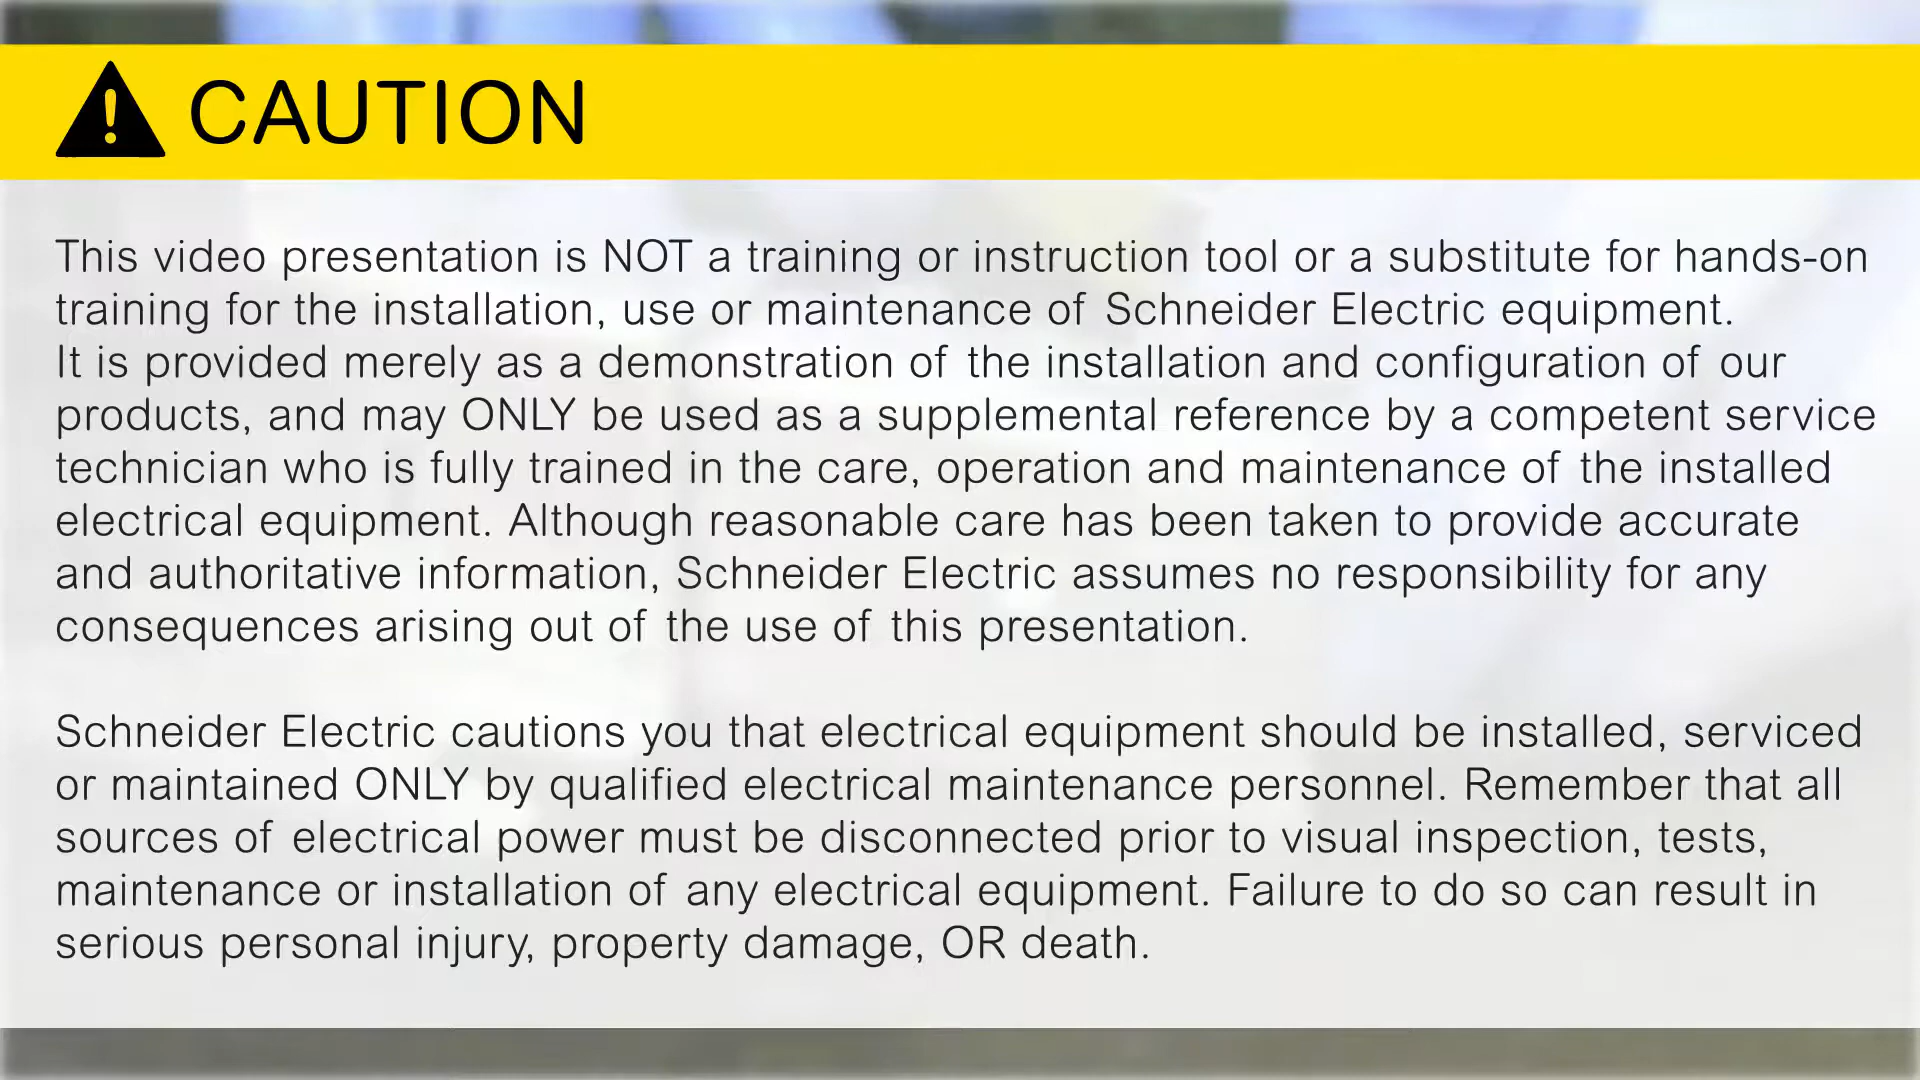 CAUTION
This video presentation is NOT a training or instruction tool or a substitute for hands-on
training for the installation, use or maintenance of Schneider Electric equipment.
It is provided merely as a demonstration of the installation and configuration of our
products, and may ONLY be used as a supplemental reference by a competent service
technician who is fully trained in the care, operation and maintenance of the installed
electrical equipment. Although reasonable care has been taken to provide accurate
and authoritative information, Schneider Electric assumes no responsibility for any
consequences arising out of the use of this presentation.
Schneider Electric cautions you that electrical equipment should be installed, serviced
or maintained ONLY by qualified electrical maintenance personnel. Remember that all
sources of electrical power must be disconnected prior to visual inspection, tests,
maintenance or installation of any electrical equipment. Failure to do so can result in
serious personal injury, property damage, OR death.